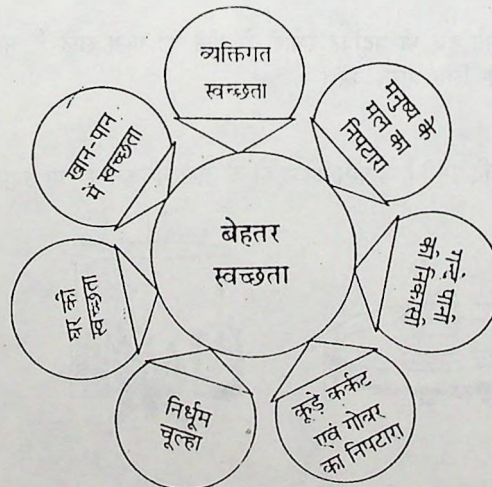 व्यक्तिगत
स्वच्छता
मनुष्य के
मल का
निपटारा
गन्दे पानी
की निकासी
कूड़े कर्कट
एवं गोबर
का निपटारा
निर्धूम
चूल्हा
घर की
स्वच्छता
खान-पान
में स्वच्छता
बेहतर
स्वच्छता